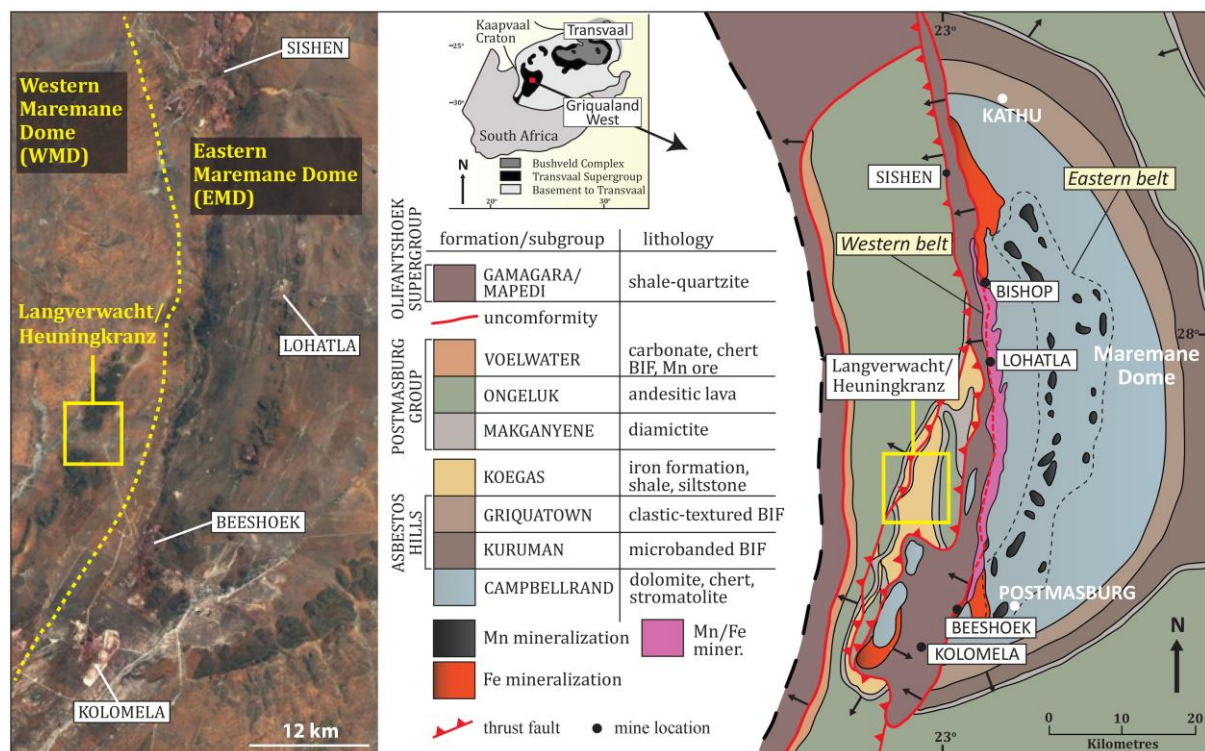 SISHEN
Western
Maremane
Dome
(WMD)
Eastern
Maremane Dome
(EMD)
Langverwacht/
Heuningkranz
LOHATLA
BEESHOEK
KOLOMELA
12 km
Kaapvaal
Craton
Transvaal
-25°
-30°
Griqualand
West
South Africa
N
Bushveld Complex
Transvaal Supergroup
Basement to Transvaal
20°
30°
formation/subgroup
lithology
OLIFANTSHOEK
SUPERGROUP
GAMAGARA/
MAPEDI
shale-quartzite
uncomformity
POSTMASBURG
GROUP
VOELWATER
carbonate, chert
BIF, Mn ore
ONGELUK
andesitic lava
MAKGANYENE
diamictite
KOEGAS
iron formation,
shale, siltstone
ASBESTOS
HILLS
GRIQUATOWN
clastic-textured BIF
KURUMAN
microbanded BIF
CAMPBELLRAND
dolomite, chert,
stromatolite
Mn mineralization
Mn/Fe
miner.
Fe mineralization
thrust fault
mine location
23°
KATHU
SISHEN
Eastern belt
Western belt
BISHOP
28°
LOHATLA
Maremane
Dome
Langverwacht/
Heuningkranz
POSTMASBURG
BEESHOEK
KOLOMELA
N
23°
0 10 20
Kilometres